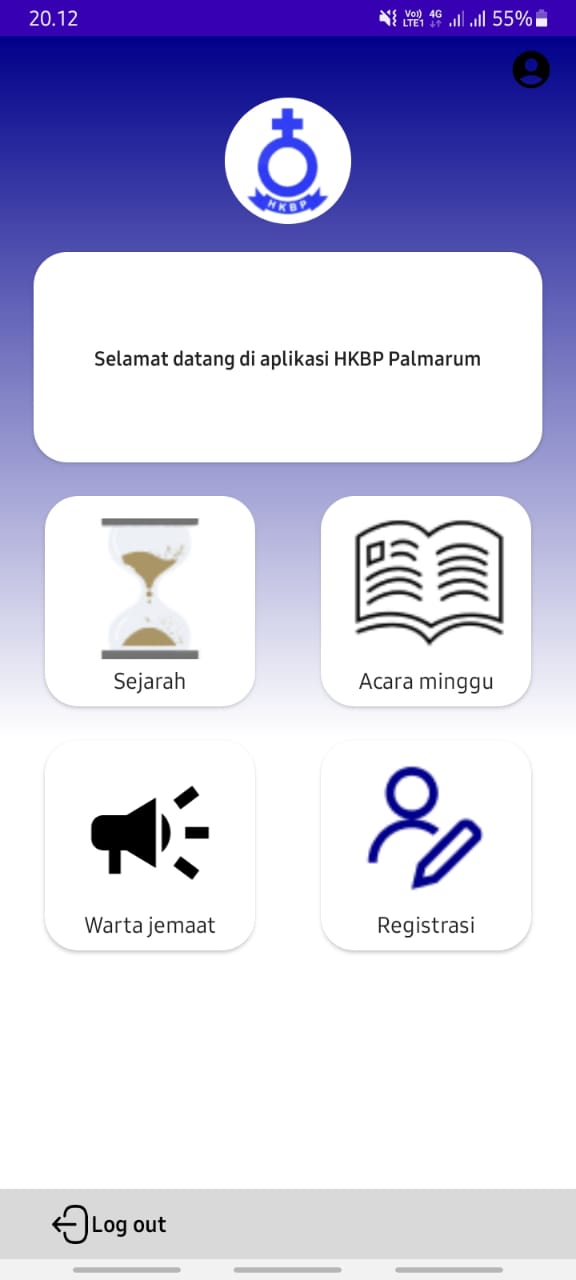 20.12
Vo)) 4G 55%
LTE1
HKBP
Selamat datang di aplikasi HKBP Palmarum
Sejarah
Acara minggu
Warta jemaat
Registrasi
Log out